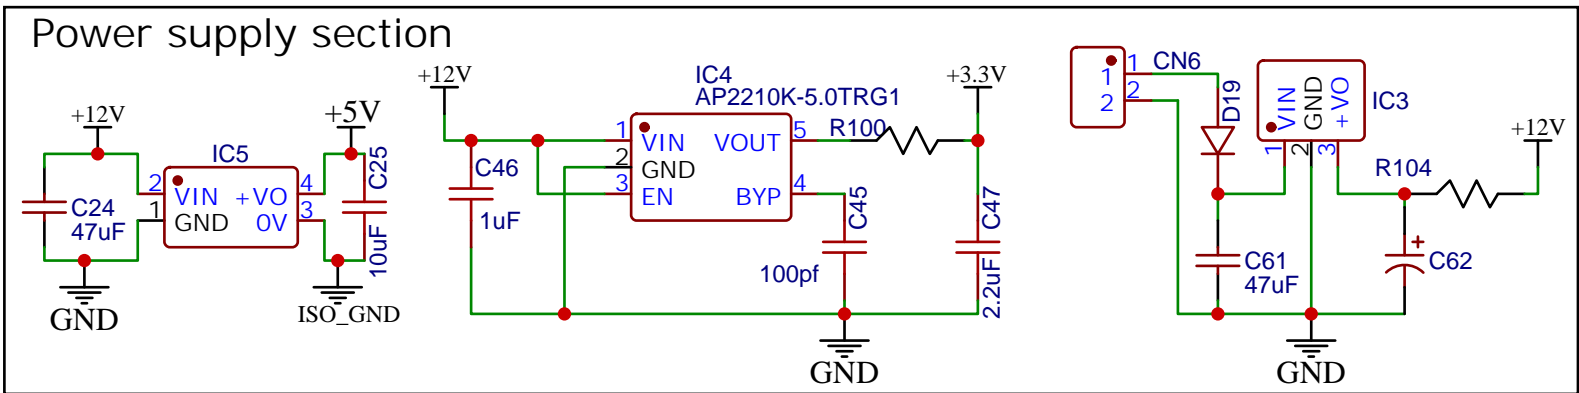 Power supply section
+12V
IC5
+5V
C25
2
VIN
+VO
4
1
GND
0V
3
C24
47uF
10uF
GND
ISO_GND
+12V
IC4
AP2210K-5.0TRG1
+3.3V
1
VIN
VOUT
5
R100
2
GND
3
EN
BYP
4
C46
1uF
C45
100pf
C47
2.2uF
GND
1
1
CN6
2
2
D19
VIN
GND
+VO
IC3
1
2
3
R104
+12V
C61
47uF
+
C62
GND